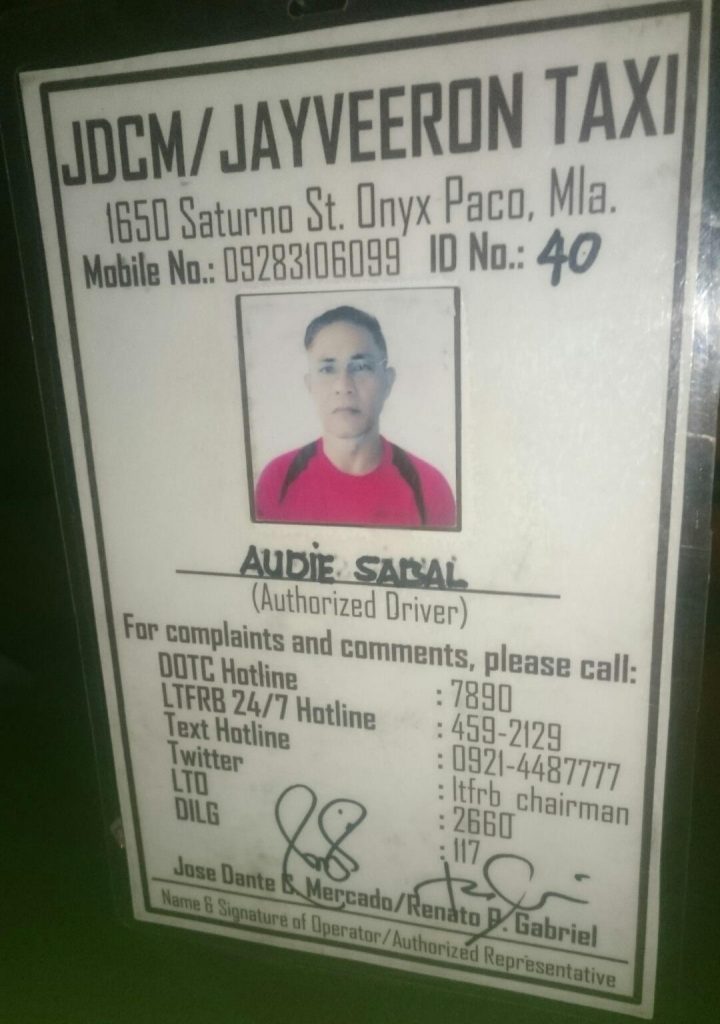 JDCM/JAYVEERON TAXI
1650 Saturno St. Onyx Paco, Mla.
Mobile No.: 09283106099 ID No.: 40
AUDIE SABAL
(Authorized Driver)
For complaints and comments, please call:
DOTC Hotline : 7890
LTFRB 24/7 Hotline : 459-2129
Text Hotline : 0921-4487777
Twitter : ltfrb chairman
LTO : 2660
DILG : 117
Jose Dante Mercado/Renato Gabriel
Name & Signature of Operator/Authorized Representative